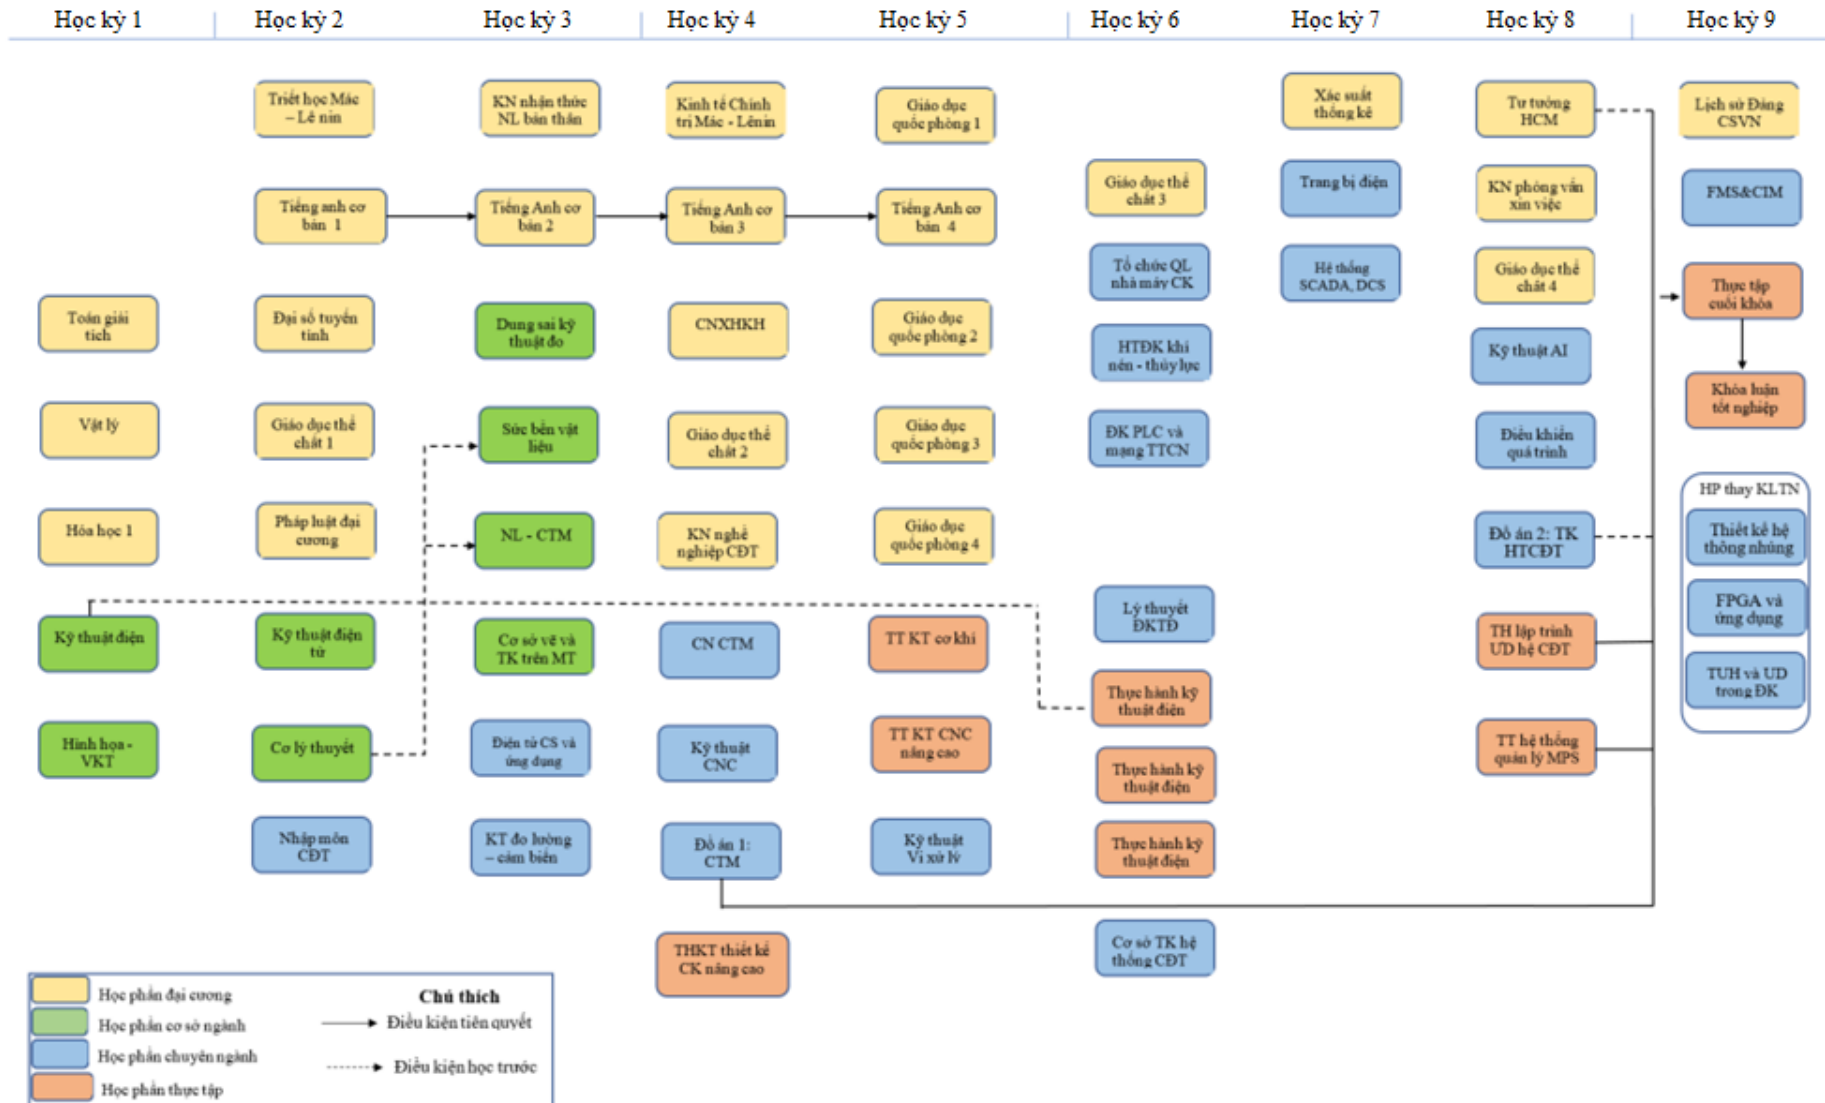 Học kỳ 1
Học kỳ 2
Học kỳ 3
Học kỳ 4
Học kỳ 5
Học kỳ 6
Học kỳ 7
Học kỳ 8
Học kỳ 9
Toán giải
tích
Vật lý
Hóa học 1
Kỹ thuật điện
Hình họa -
VKT
Triết học Mác
– Lê nin
Tiếng anh cơ
bản 1
Đại số tuyến
tính
Giáo dục thể
chất 1
Pháp luật đại
cương
Kỹ thuật điện
tử
Cơ lý thuyết
Nhập môn
CĐT
KN nhận thức
NL bản thân
Tiếng Anh cơ
bản 2
Dung sai kỹ
thuật đo
Sức bền vật
liệu
NL - CTM
Cơ sở vẽ và
TK trên MT
Điện tử CS và
ứng dụng
KT đo lường
– cảm biến
Kinh tế Chính
trị Mác - Lênin
Tiếng Anh cơ
bản 3
CNXHKH
Giáo dục thể
chất 2
KN nghề
nghiệp CĐT
CN CTM
Kỹ thuật
CNC
Đồ án 1:
CTM
THKT thiết kế
CK nâng cao
Giáo dục
quốc phòng 1
Tiếng Anh cơ
bản 4
Giáo dục
quốc phòng 2
Giáo dục
quốc phòng 3
Giáo dục
quốc phòng 4
TT KT cơ khí
TT KT CNC
nâng cao
Kỹ thuật
Vi xử lý
Giáo dục thể
chất 3
Tổ chức QL
nhà máy CK
HTĐK khí
nén - thủy lực
ĐK PLC và
mạng TTCN
Lý thuyết
ĐKTĐ
Thực hành kỹ
thuật điện
Thực hành kỹ
thuật điện
Thực hành kỹ
thuật điện
Cơ sở TK hệ
thống CĐT
Xác suất
thống kê
Trang bị điện
Hệ thống
SCADA, DCS
Tư tưởng
HCM
KN phỏng vấn
xin việc
Giáo dục thể
chất 4
Kỹ thuật AI
Điều khiển
quá trình
Đồ án 2: TK
HTCĐT
TH lập trình
ƯD hệ CĐT
TT hệ thống
quản lý MPS
Lịch sử Đảng
CSVN
FMS&CIM
Thực tập
cuối khóa
Khóa luận
tốt nghiệp
HP thay KLTN
Thiết kế hệ
thống nhúng
FPGA và
ứng dụng
TUH và UD
trong ĐK
Chú thích
Học phần đại cương
Học phần cơ sở ngành
Học phần chuyên ngành
Học phần thực tập
Điều kiện tiên quyết
Điều kiện học trước